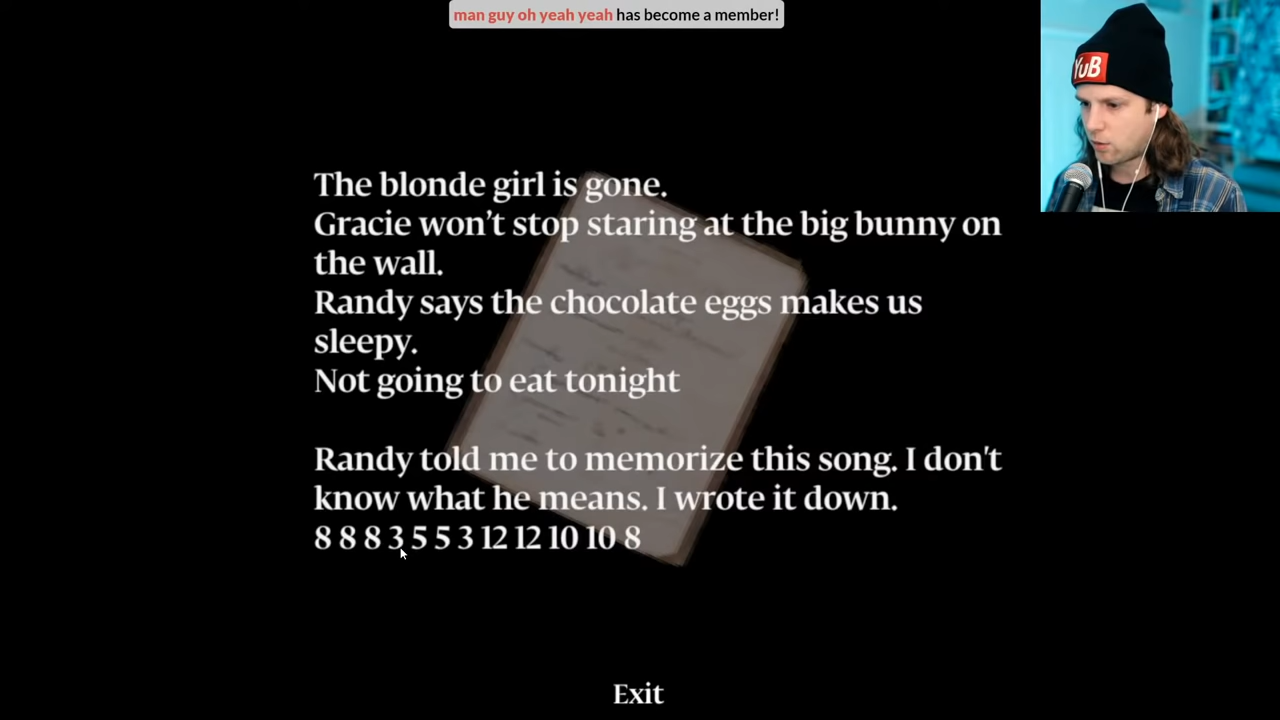 man guy oh yeah yeah has become a member!
YuB
The blonde girl is gone.
Gracie won’t stop staring at the big bunny on
the wall.
Randy says the chocolate eggs makes us
sleepy.
Not going to eat tonight
Randy told me to memorize this song. I don't
know what he means. I wrote it down.
8 8 8 3 5 5 3 12 12 10 10 8
Exit